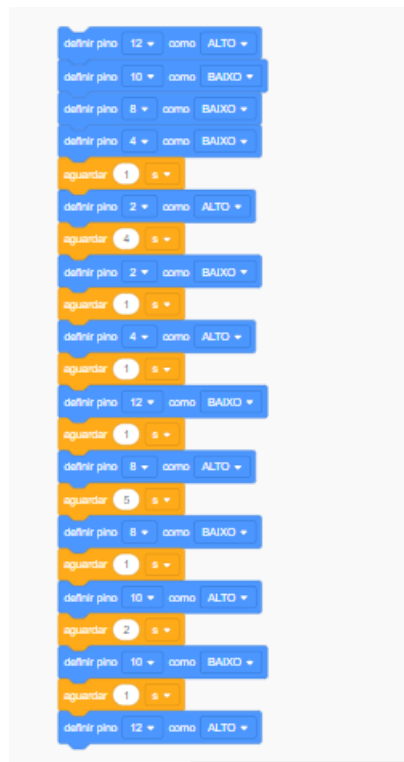 definir pino 12 como ALTO
definir pino 10 como BAIXO
definir pino 8 como BAIXO
definir pino 4 como BAIXO
aguardar 1 s
definir pino 2 como ALTO
aguardar 4 s
definir pino 2 como BAIXO
aguardar 1 s
definir pino 4 como ALTO
aguardar 1 s
definir pino 12 como BAIXO
aguardar 1 s
definir pino 8 como ALTO
aguardar 5 s
definir pino 8 como BAIXO
aguardar 1 s
definir pino 10 como ALTO
aguardar 2 s
definir pino 10 como BAIXO
aguardar 1 s
definir pino 12 como ALTO